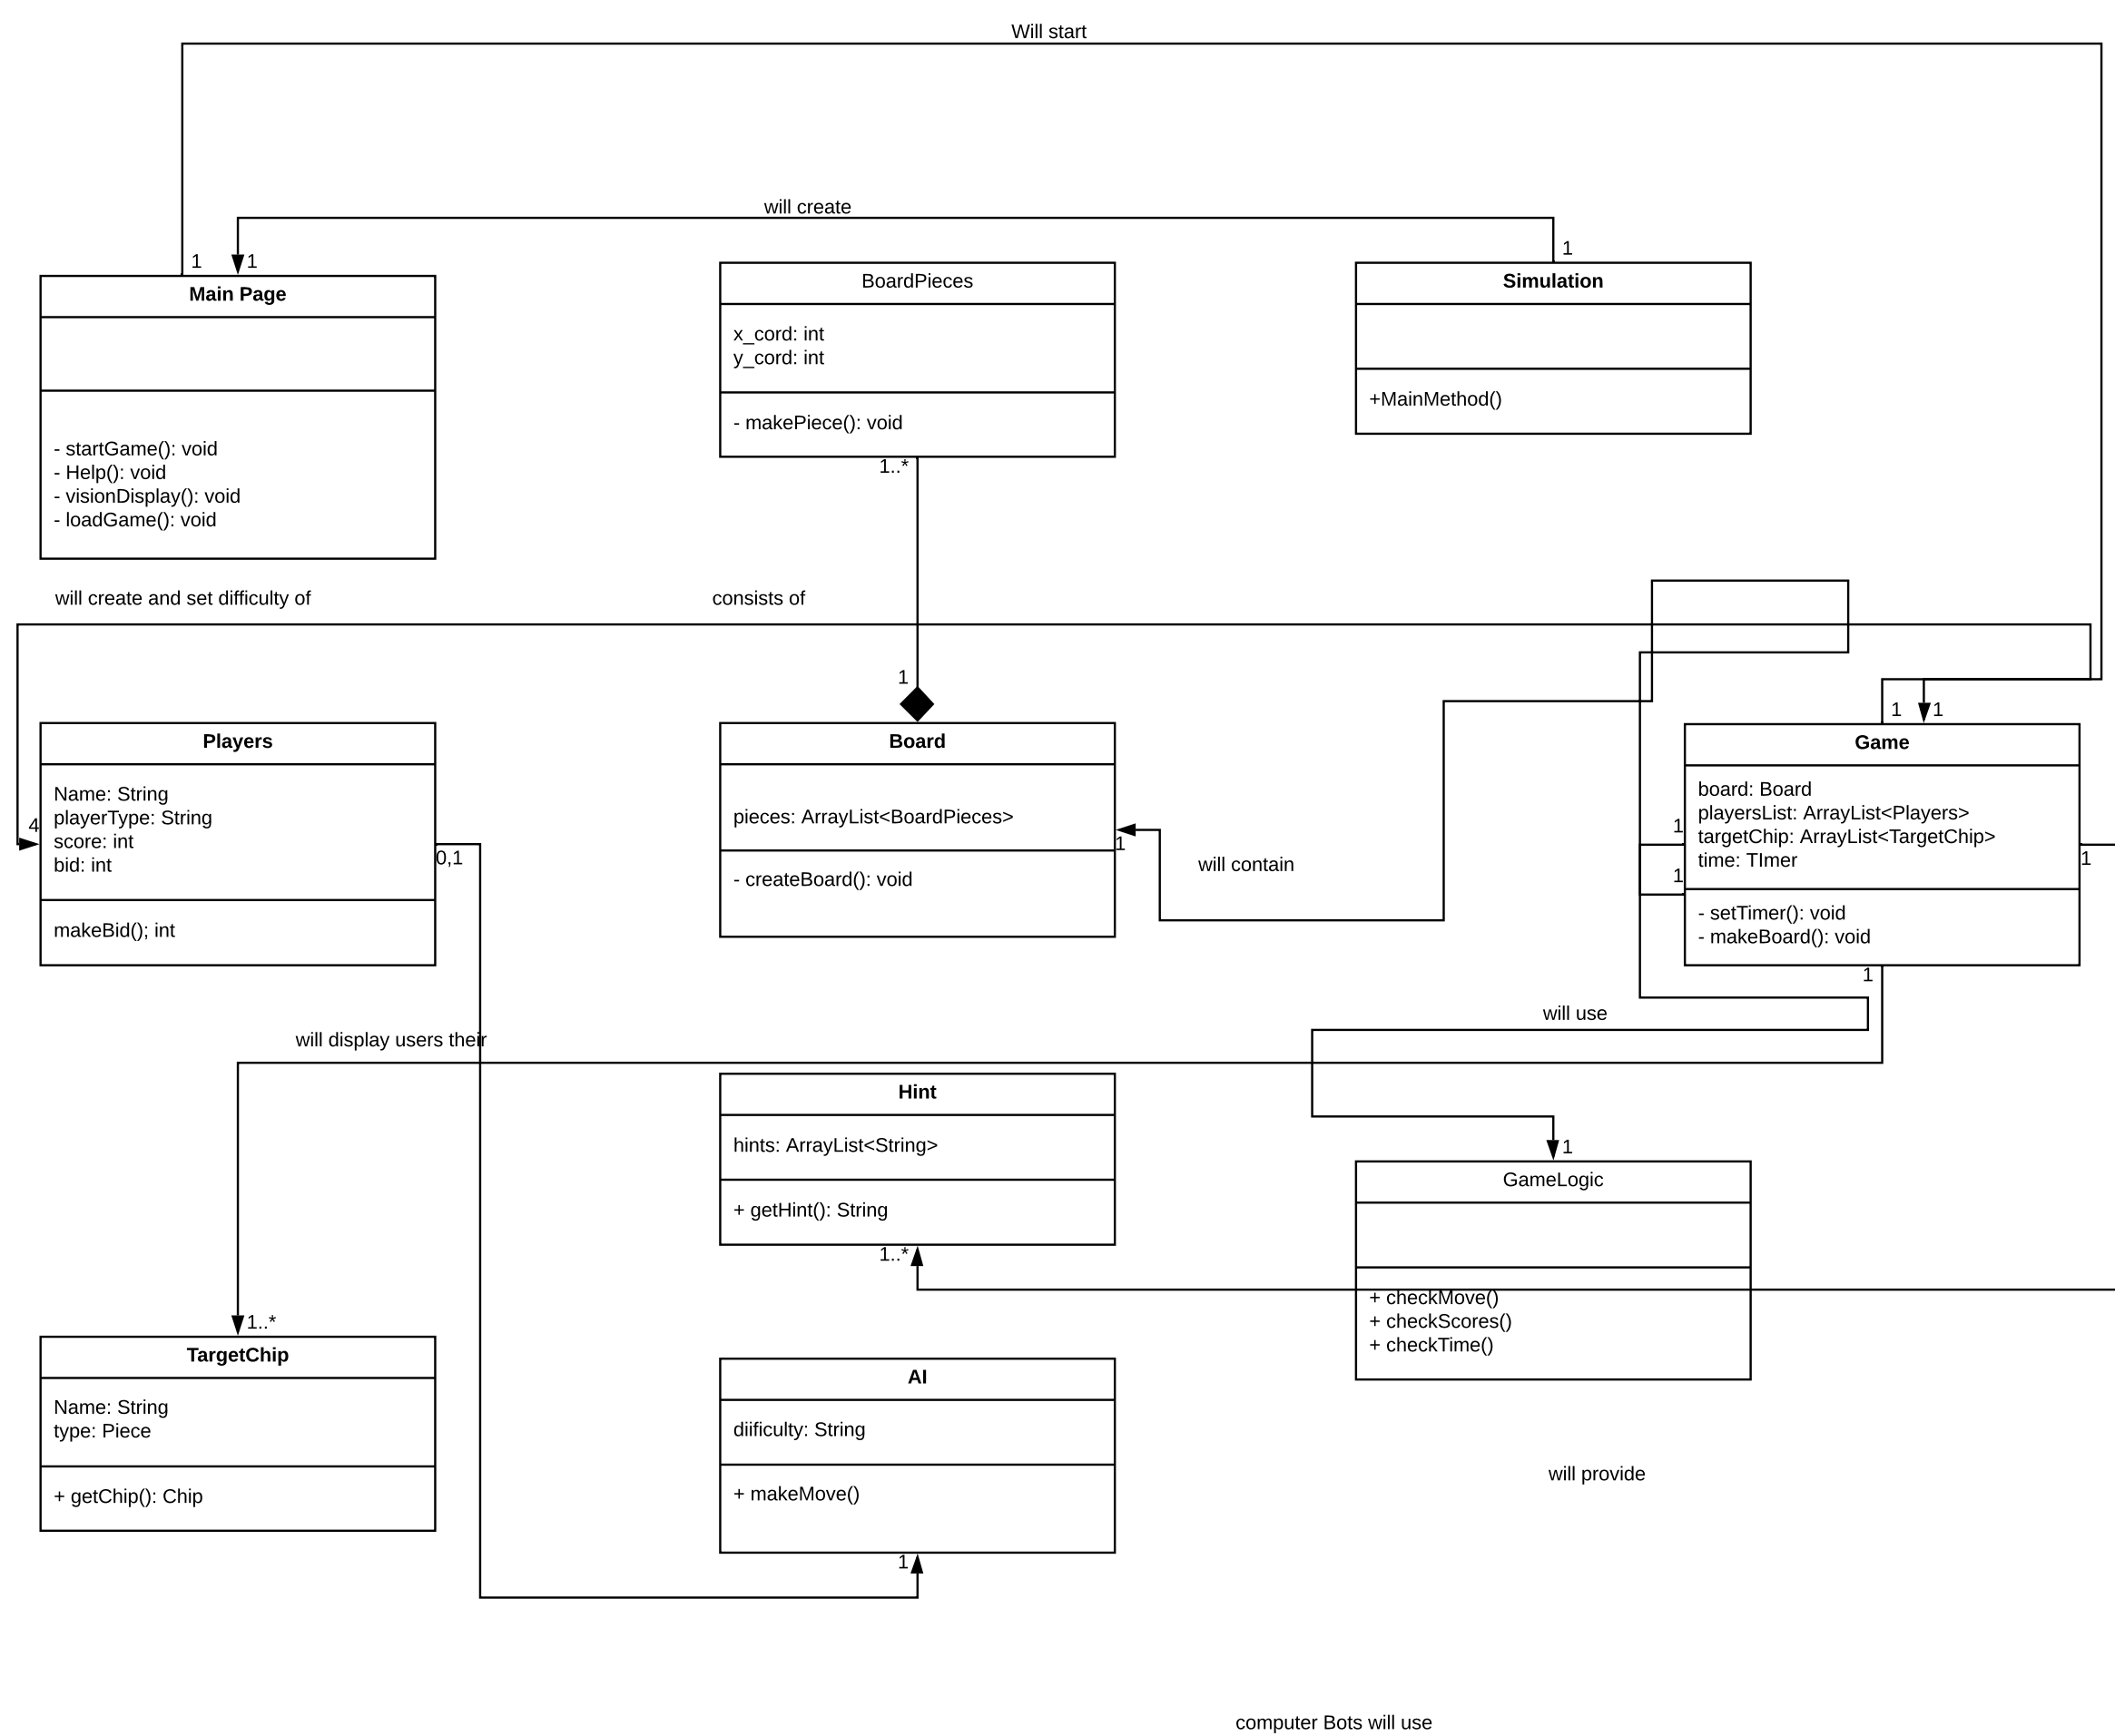 Will start
will create
1
1
1
Main Page
- startGame(): void
- Help(): void
- visionDisplay(): void
- loadGame(): void
BoardPieces
x_cord: int
y_cord: int
- makePiece(): void
1..*
Simulation
+MainMethod()
will create and set difficulty of
consists of
1
1
1
Players
Name: String
playerType: String
score: int
bid: int
makeBid(); int
4
0,1
Board
pieces: ArrayList<BoardPieces>
- createBoard(): void
1
will contain
Game
board: Board
playersList: ArrayList<Players>
targetChip: ArrayList<TargetChip>
time: TImer
- setTimer(): void
- makeBoard(): void
1
1
1
1
will use
will display users their
Hint
hints: ArrayList<String>
+ getHint(): String
1..*
1
GameLogic
+ checkMove()
+ checkScores()
+ checkTime()
1..*
TargetChip
Name: String
type: Piece
+ getChip(): Chip
AI
diificulty: String
+ makeMove()
1
will provide
computer Bots will use